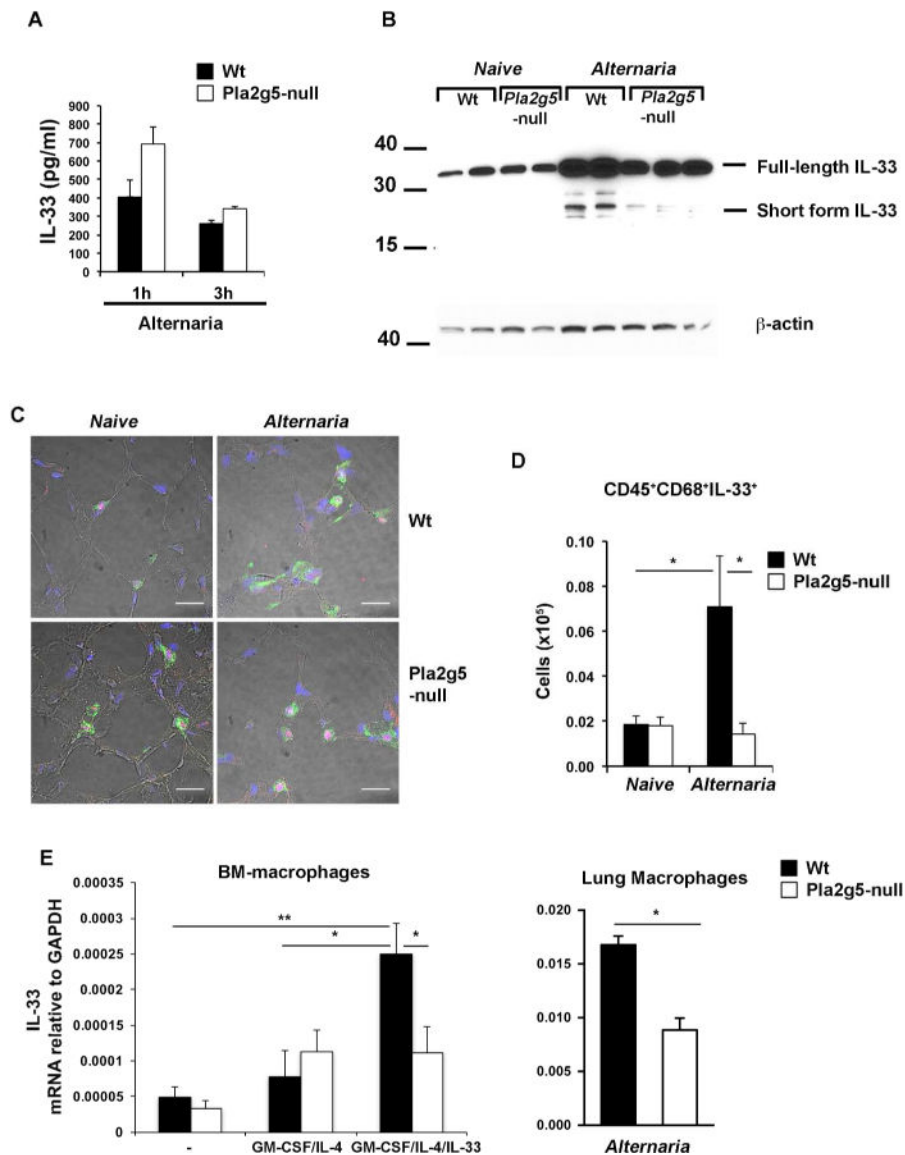 A
Wt
Pla2g5-null
IL-33 (pg/ml)
900
800
700
600
500
400
300
200
100
0
1h 3h
Alternaria
B
Naive Alternaria
Wt Pla2g5 -null Wt Pla2g5 -null
40
30
15
40
Full-length IL-33
Short form IL-33
β-actin
C
Naive Alternaria
Wt
Pla2g5
-null
D
CD45+CD68+IL-33+
Wt
Pla2g5-null
Cells (x10⁵)
0.10
0.08
0.06
0.04
0.02
0.00
* *
Naive Alternaria
E
BM-macrophages
IL-33
mRNA relative to GAPDH
0.00035
0.0003
0.00025
0.0002
0.00015
0.0001
0.00005
0
**
* *
- GM-CSF/IL-4 GM-CSF/IL-4/IL-33
Lung Macrophages
Wt
Pla2g5-null
0.020
0.015
0.010
0.005
0.000
*
Alternaria